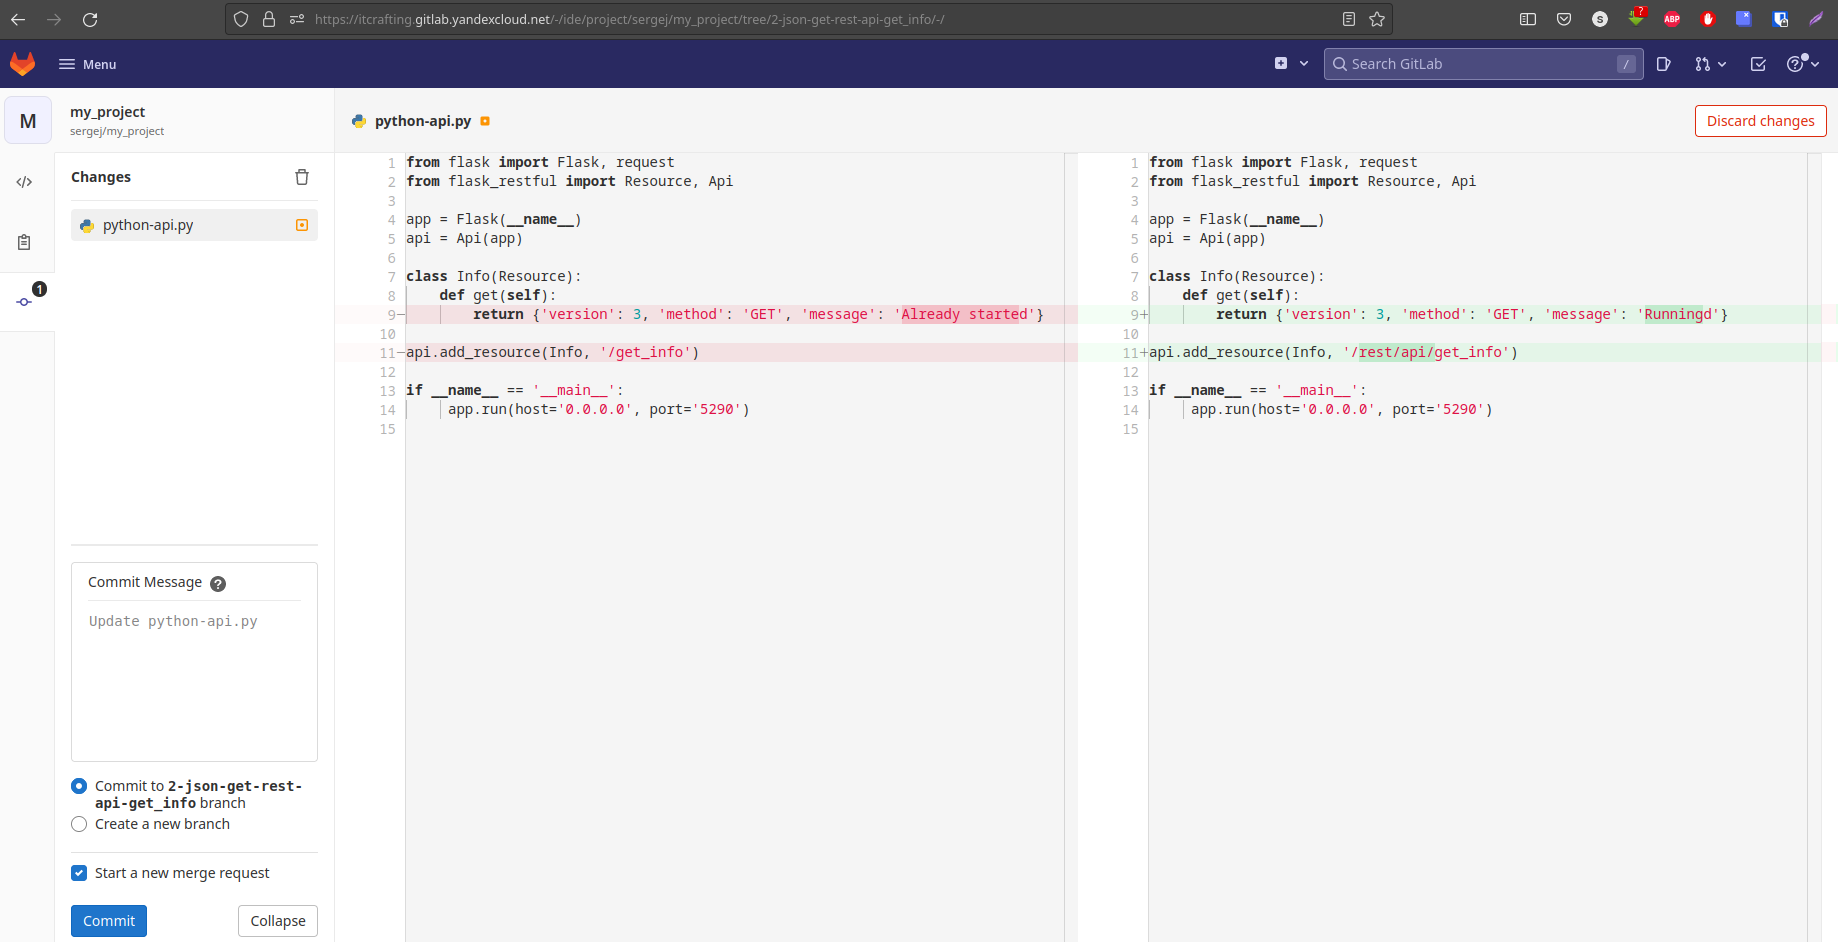 https://itcrafting.gitlab.yandexcloud.net/-/ide/project/sergej/my_project/tree/2-json-get-rest-api-get_info/-/
S
?
ABP
Menu
Search GitLab
/
M
my_project
sergej/my_project
python-api.py
Discard changes
Changes
python-api.py
1
1 from flask import Flask, request
2 from flask_restful import Resource, Api
3
4 app = Flask(__name__)
5 api = Api(app)
6
7 class Info(Resource):
8 def get(self):
9- return {'version': 3, 'method': 'GET', 'message': 'Already started'}
10
11- api.add_resource(Info, '/get_info')
12
13 if __name__ == '__main__':
14 app.run(host='0.0.0.0', port='5290')
15
1 from flask import Flask, request
2 from flask_restful import Resource, Api
3
4 app = Flask(__name__)
5 api = Api(app)
6
7 class Info(Resource):
8 def get(self):
9+ return {'version': 3, 'method': 'GET', 'message': 'Runningd'}
10
11+ api.add_resource(Info, '/rest/api/get_info')
12
13 if __name__ == '__main__':
14 app.run(host='0.0.0.0', port='5290')
15
Commit Message ?
Update python-api.py
Commit to 2-json-get-rest-
api-get_info branch
Create a new branch
Start a new merge request
Commit
Collapse